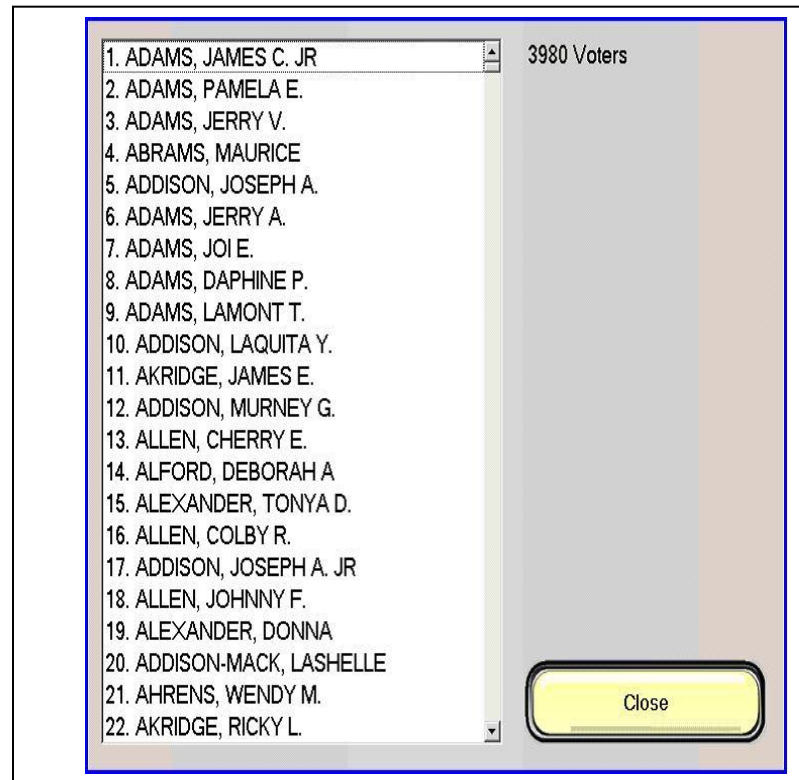 1. ADAMS, JAMES C. JR
3980 Voters
2. ADAMS, PAMELA E.
3. ADAMS, JERRY V.
4. ABRAMS, MAURICE
5. ADDISON, JOSEPH A.
6. ADAMS, JERRY A.
7. ADAMS, JOI E.
8. ADAMS, DAPHINE P.
9. ADAMS, LAMONT T.
10. ADDISON, LAQUITA Y.
11. AKRIDGE, JAMES E.
12. ADDISON, MURNEY G.
13. ALLEN, CHERRY E.
14. ALFORD, DEBORAH A
15. ALEXANDER, TONYA D.
16. ALLEN, COLBY R.
17. ADDISON, JOSEPH A. JR
18. ALLEN, JOHNNY F.
19. ALEXANDER, DONNA
20. ADDISON-MACK, LASHELLE
21. AHRENS, WENDY M.
22. AKRIDGE, RICKY L.
Close